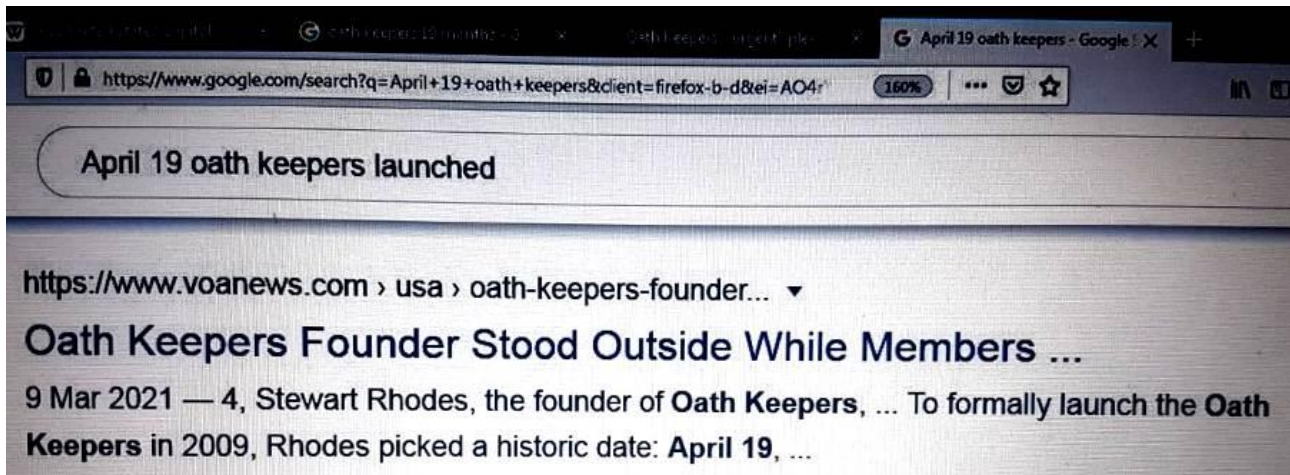 April 19 oath keepers - Google
https://www.google.com/search?q=April+19+oath+keepers&client=firefox-b-d&ei=AO4r
160%
April 19 oath keepers launched
https://www.voanews.com › usa › oath-keepers-founder...
Oath Keepers Founder Stood Outside While Members ...
9 Mar 2021 — 4, Stewart Rhodes, the founder of Oath Keepers, ... To formally launch the Oath
Keepers in 2009, Rhodes picked a historic date: April 19, ...